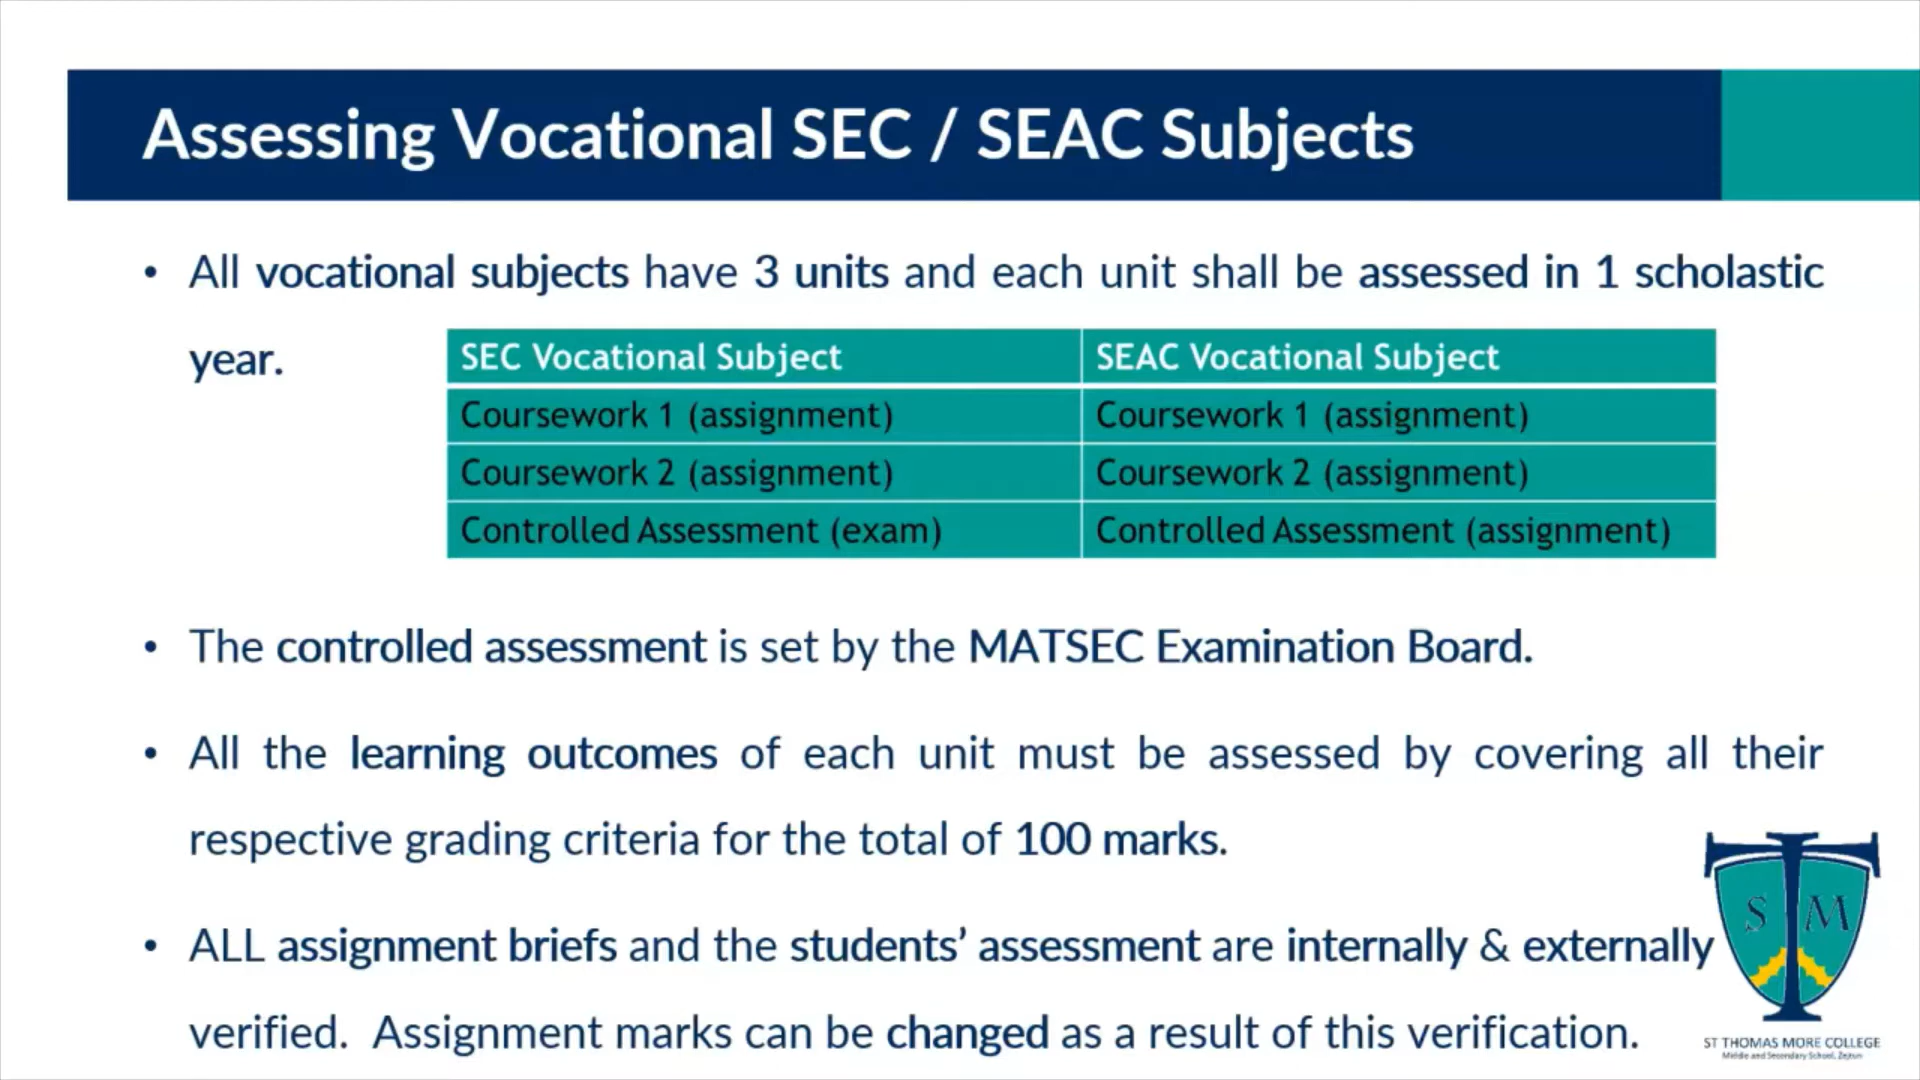 Assessing Vocational SEC / SEAC Subjects
• All vocational subjects have 3 units and each unit shall be assessed in 1 scholastic
year.
SEC Vocational Subject SEAC Vocational Subject
Coursework 1 (assignment) Coursework 1 (assignment)
Coursework 2 (assignment) Coursework 2 (assignment)
Controlled Assessment (exam) Controlled Assessment (assignment)
• The controlled assessment is set by the MATSEC Examination Board.
• All the learning outcomes of each unit must be assessed by covering all their
respective grading criteria for the total of 100 marks.
• ALL assignment briefs and the students’ assessment are internally & externally
verified. Assignment marks can be changed as a result of this verification.
S M
ST THOMAS MORE COLLEGE
Middle and Secondary School, Zejtun